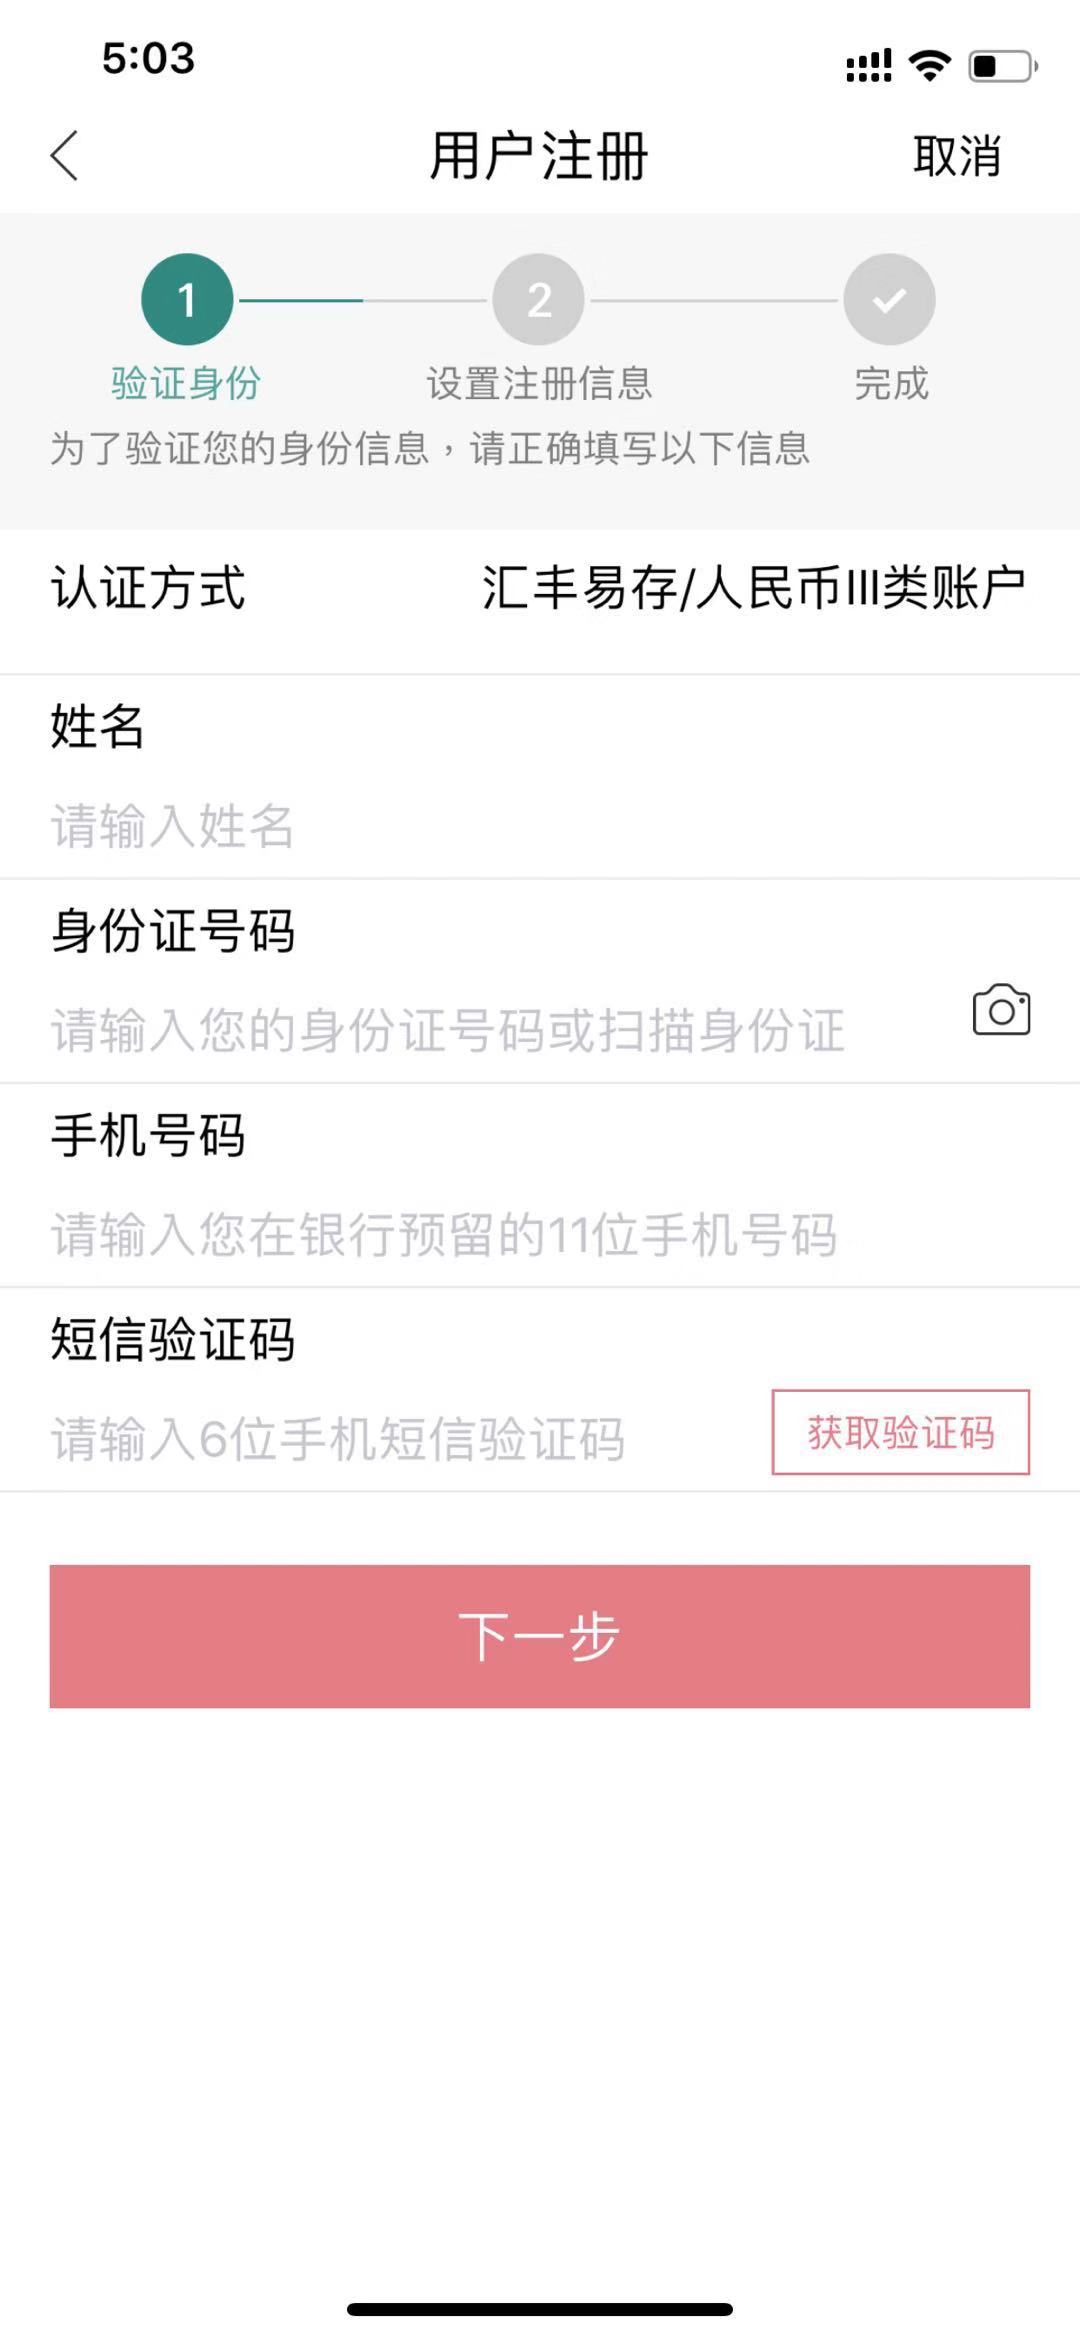 5:03
用户注册
取消
1
2
验证身份
设置注册信息
完成
为了验证您的身份信息，请正确填写以下信息
认证方式
汇丰易存/人民币III类账户
姓名
请输入姓名
身份证号码
请输入您的身份证号码或扫描身份证
手机号码
请输入您在银行预留的11位手机号码
短信验证码
请输入6位手机短信验证码
获取验证码
下一步